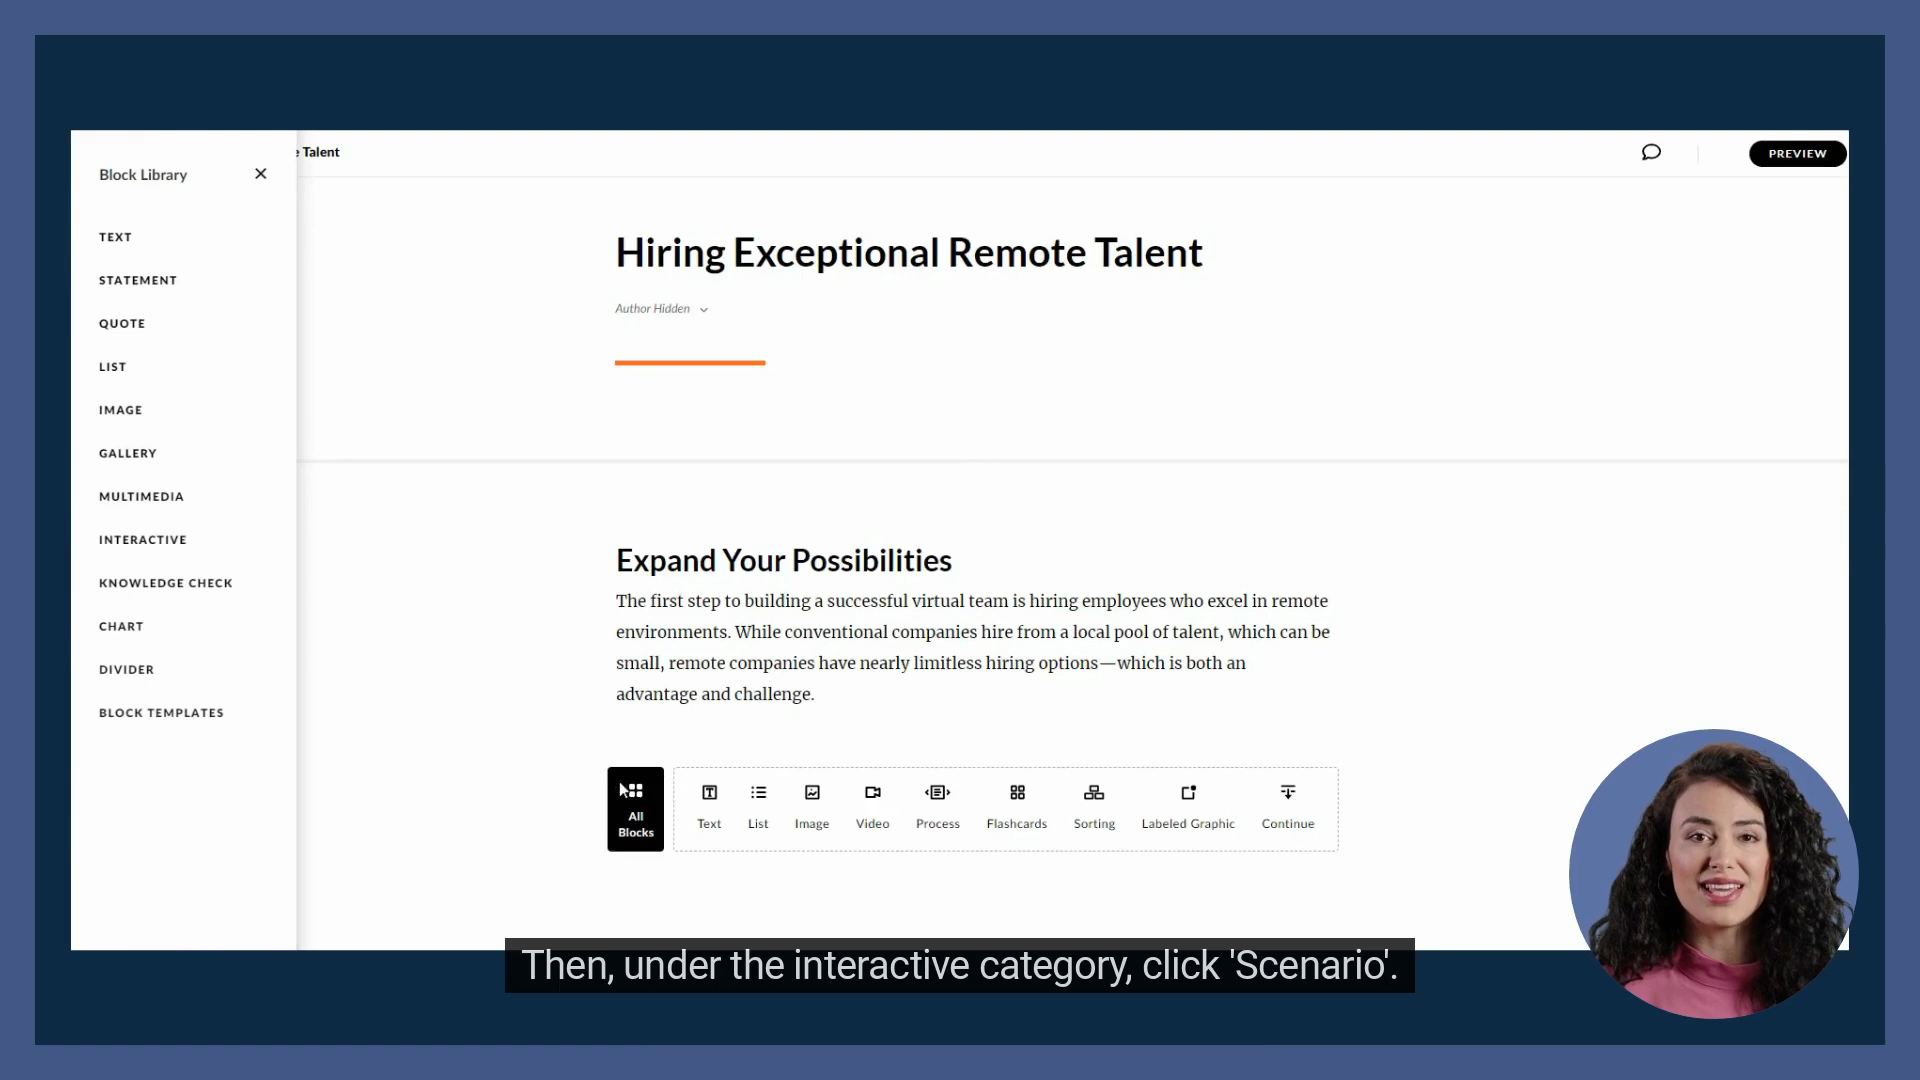 Block Library
e Talent
PREVIEW
TEXT
STATEMENT
QUOTE
LIST
IMAGE
GALLERY
MULTIMEDIA
INTERACTIVE
KNOWLEDGE CHECK
CHART
DIVIDER
BLOCK TEMPLATES
Hiring Exceptional Remote Talent
Author Hidden
Expand Your Possibilities
The first step to building a successful virtual team is hiring employees who excel in remote
environments. While conventional companies hire from a local pool of talent, which can be
small, remote companies have nearly limitless hiring options—which is both an
advantage and challenge.
All
Blocks
Text
List
Image
Video
Process
Flashcards
Sorting
Labeled Graphic
Continue
Then, under the interactive category, click 'Scenario'.